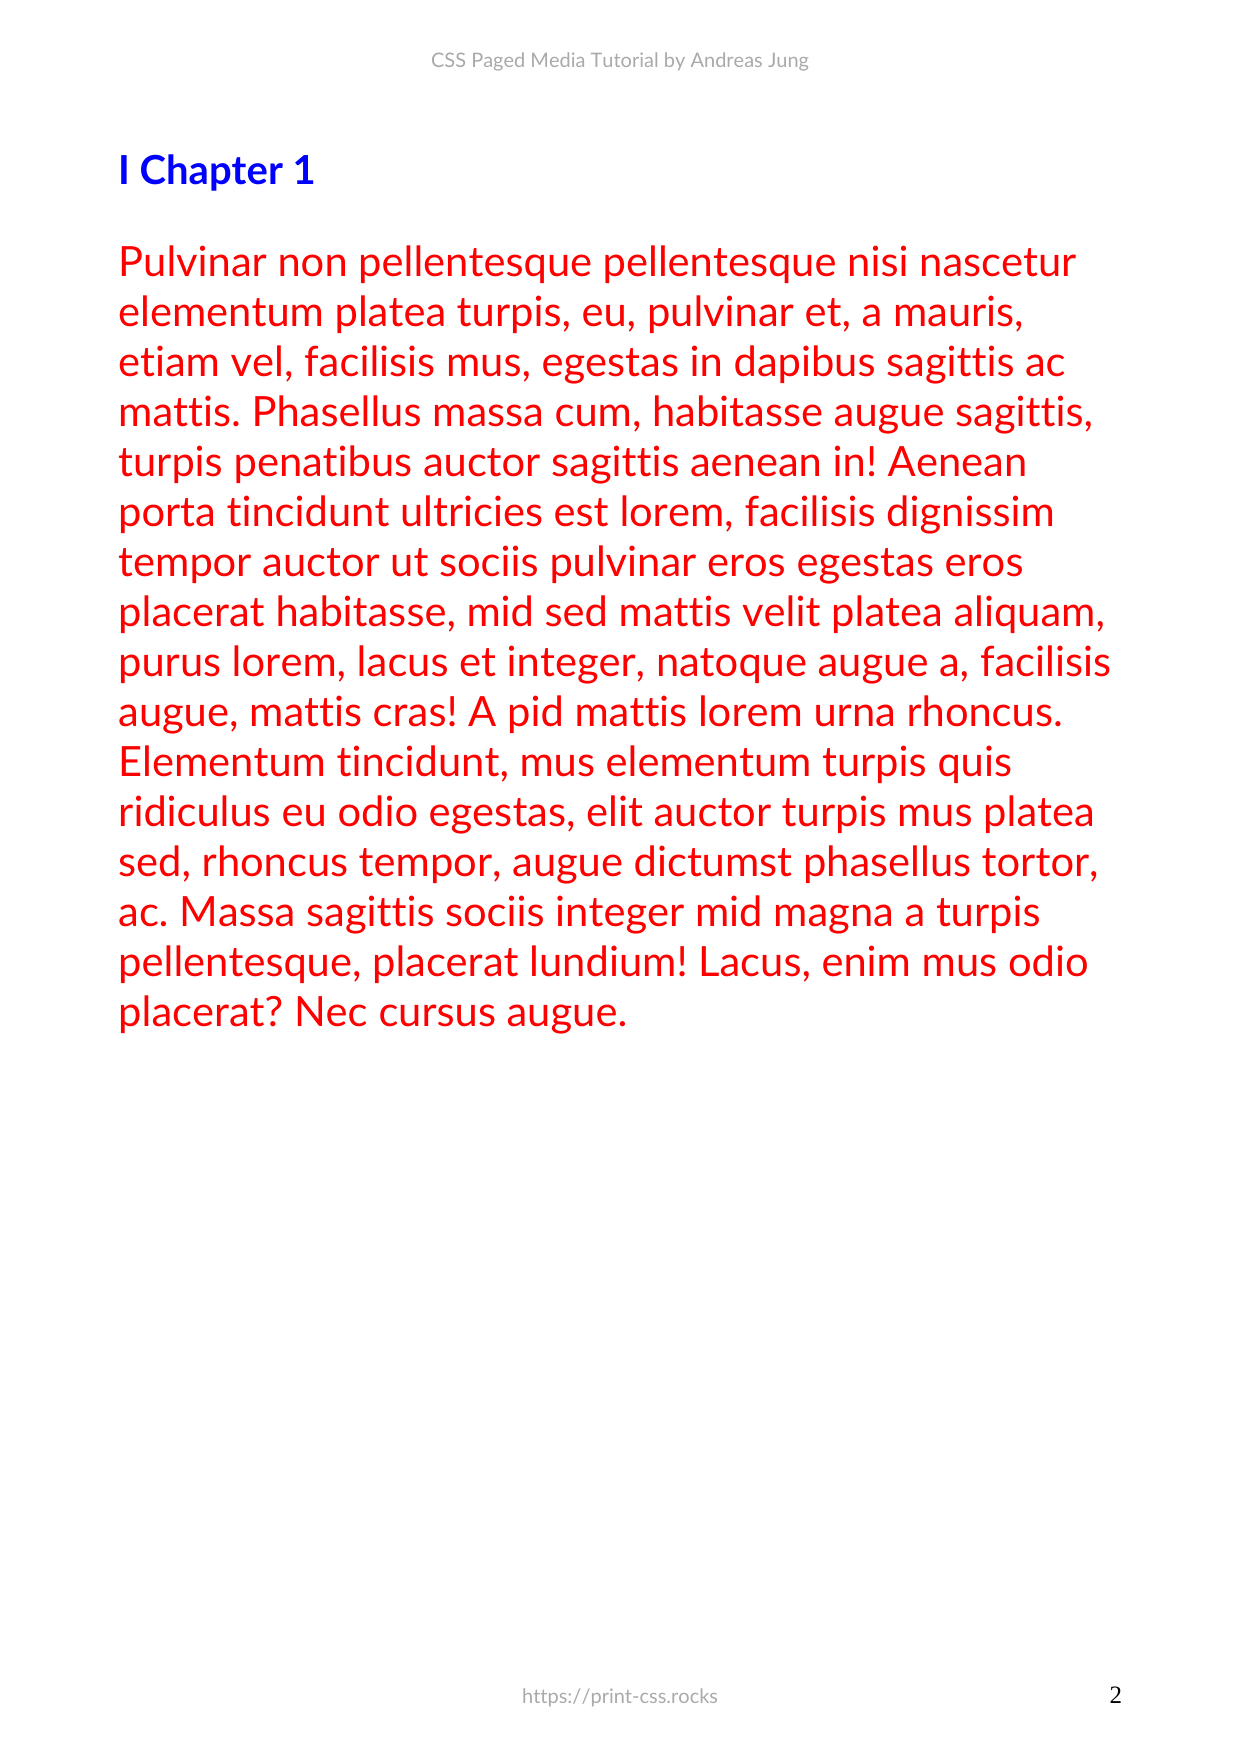 CSS Paged Media Tutorial by Andreas Jung
I Chapter 1
Pulvinar non pellentesque pellentesque nisi nascetur
elementum platea turpis, eu, pulvinar et, a mauris,
etiam vel, facilisis mus, egestas in dapibus sagittis ac
mattis. Phasellus massa cum, habitasse augue sagittis,
turpis penatibus auctor sagittis aenean in! Aenean
porta tincidunt ultricies est lorem, facilisis dignissim
tempor auctor ut sociis pulvinar eros egestas eros
placerat habitasse, mid sed mattis velit platea aliquam,
purus lorem, lacus et integer, natoque augue a, facilisis
augue, mattis cras! A pid mattis lorem urna rhoncus.
Elementum tincidunt, mus elementum turpis quis
ridiculus eu odio egestas, elit auctor turpis mus platea
sed, rhoncus tempor, augue dictumst phasellus tortor,
ac. Massa sagittis sociis integer mid magna a turpis
pellentesque, placerat lundium! Lacus, enim mus odio
placerat? Nec cursus augue.
https://print-css.rocks
2